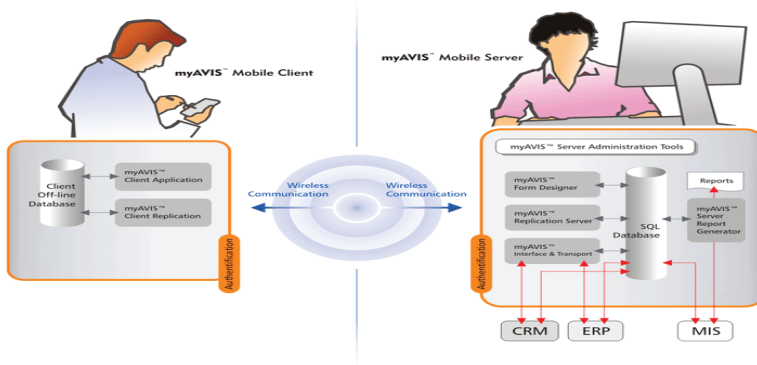 myAVIS™ Mobile Client
myAVIS™ Mobile Server
Client
Off-line
Database
myAVIS™
Client Application
myAVIS™
Client Replication
Authentification
Wireless
Communication
Wireless
Communication
myAVIS™ Server Administration Tools
myAVIS™
Form Designer
myAVIS™
Replication Server
myAVIS™
Interface & Transport
SQL
Database
Reports
myAVIS™
Server
Report
Generator
Authentification
CRM
ERP
MIS